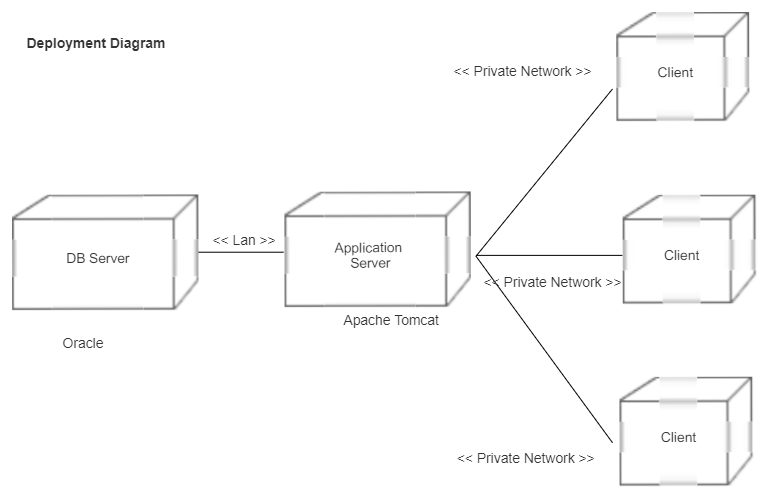 Deployment Diagram
<< Private Network >>
Client
<< Lan >>
DB Server
Application
Server
Client
<< Private Network >>
Apache Tomcat
Oracle
Client
<< Private Network >>